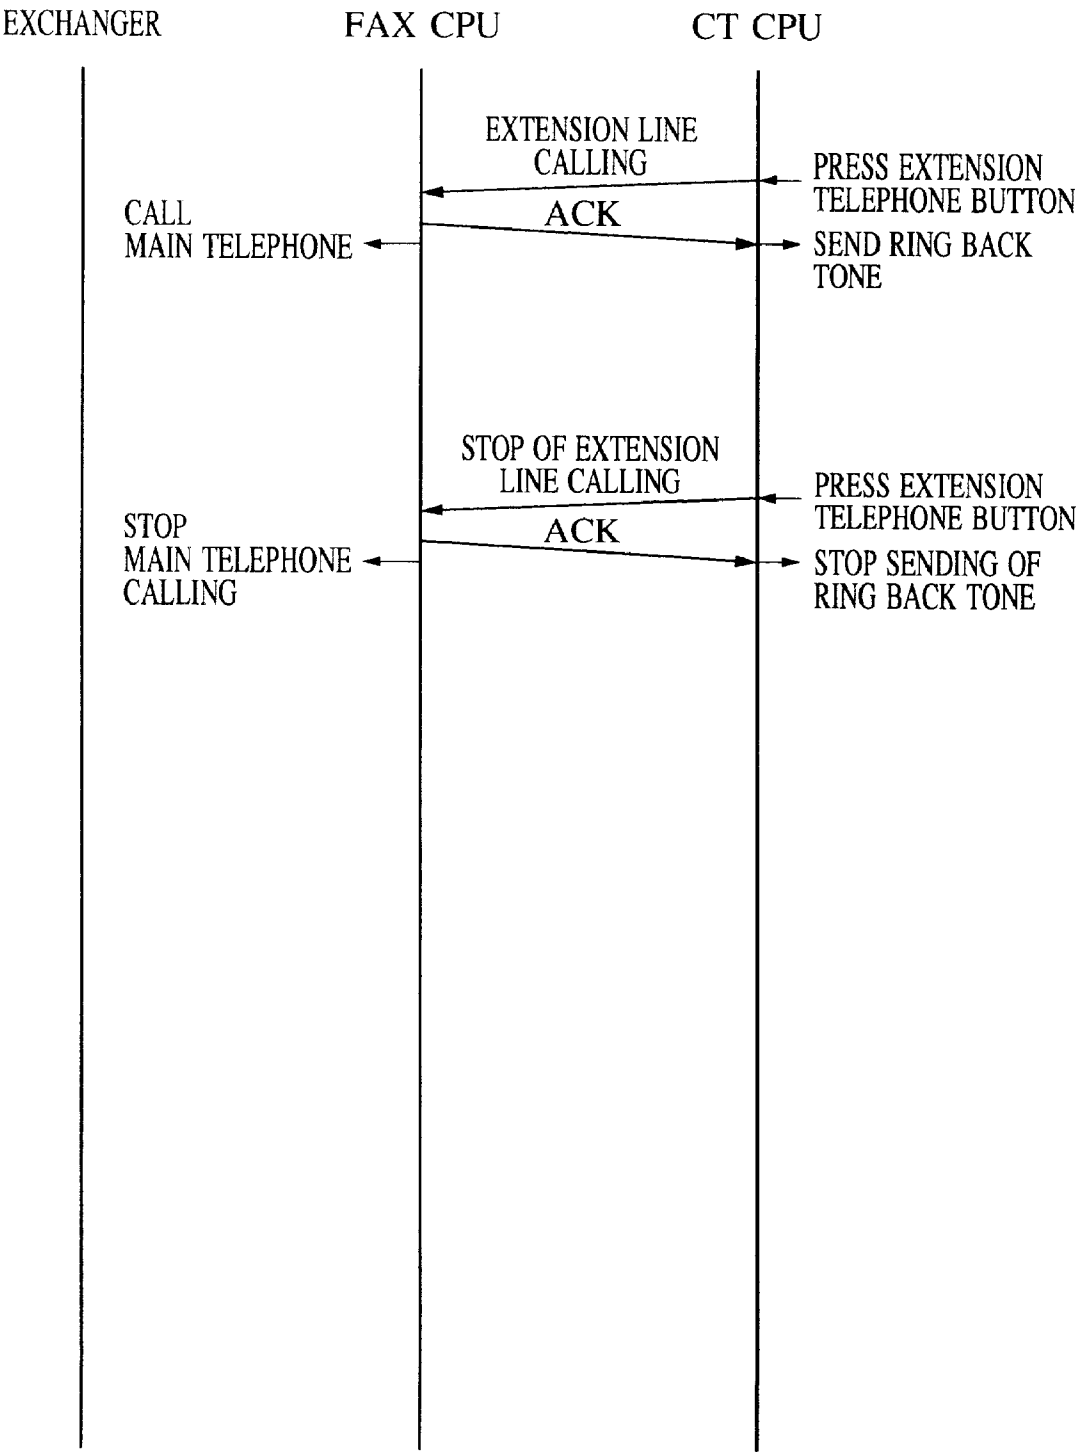 EXCHANGER
FAX CPU
CT CPU
EXTENSION LINE
CALLING
PRESS EXTENSION
TELEPHONE BUTTON
CALL
MAIN TELEPHONE
ACK
SEND RING BACK
TONE
STOP OF EXTENSION
LINE CALLING
PRESS EXTENSION
TELEPHONE BUTTON
STOP
MAIN TELEPHONE
CALLING
ACK
STOP SENDING OF
RING BACK TONE